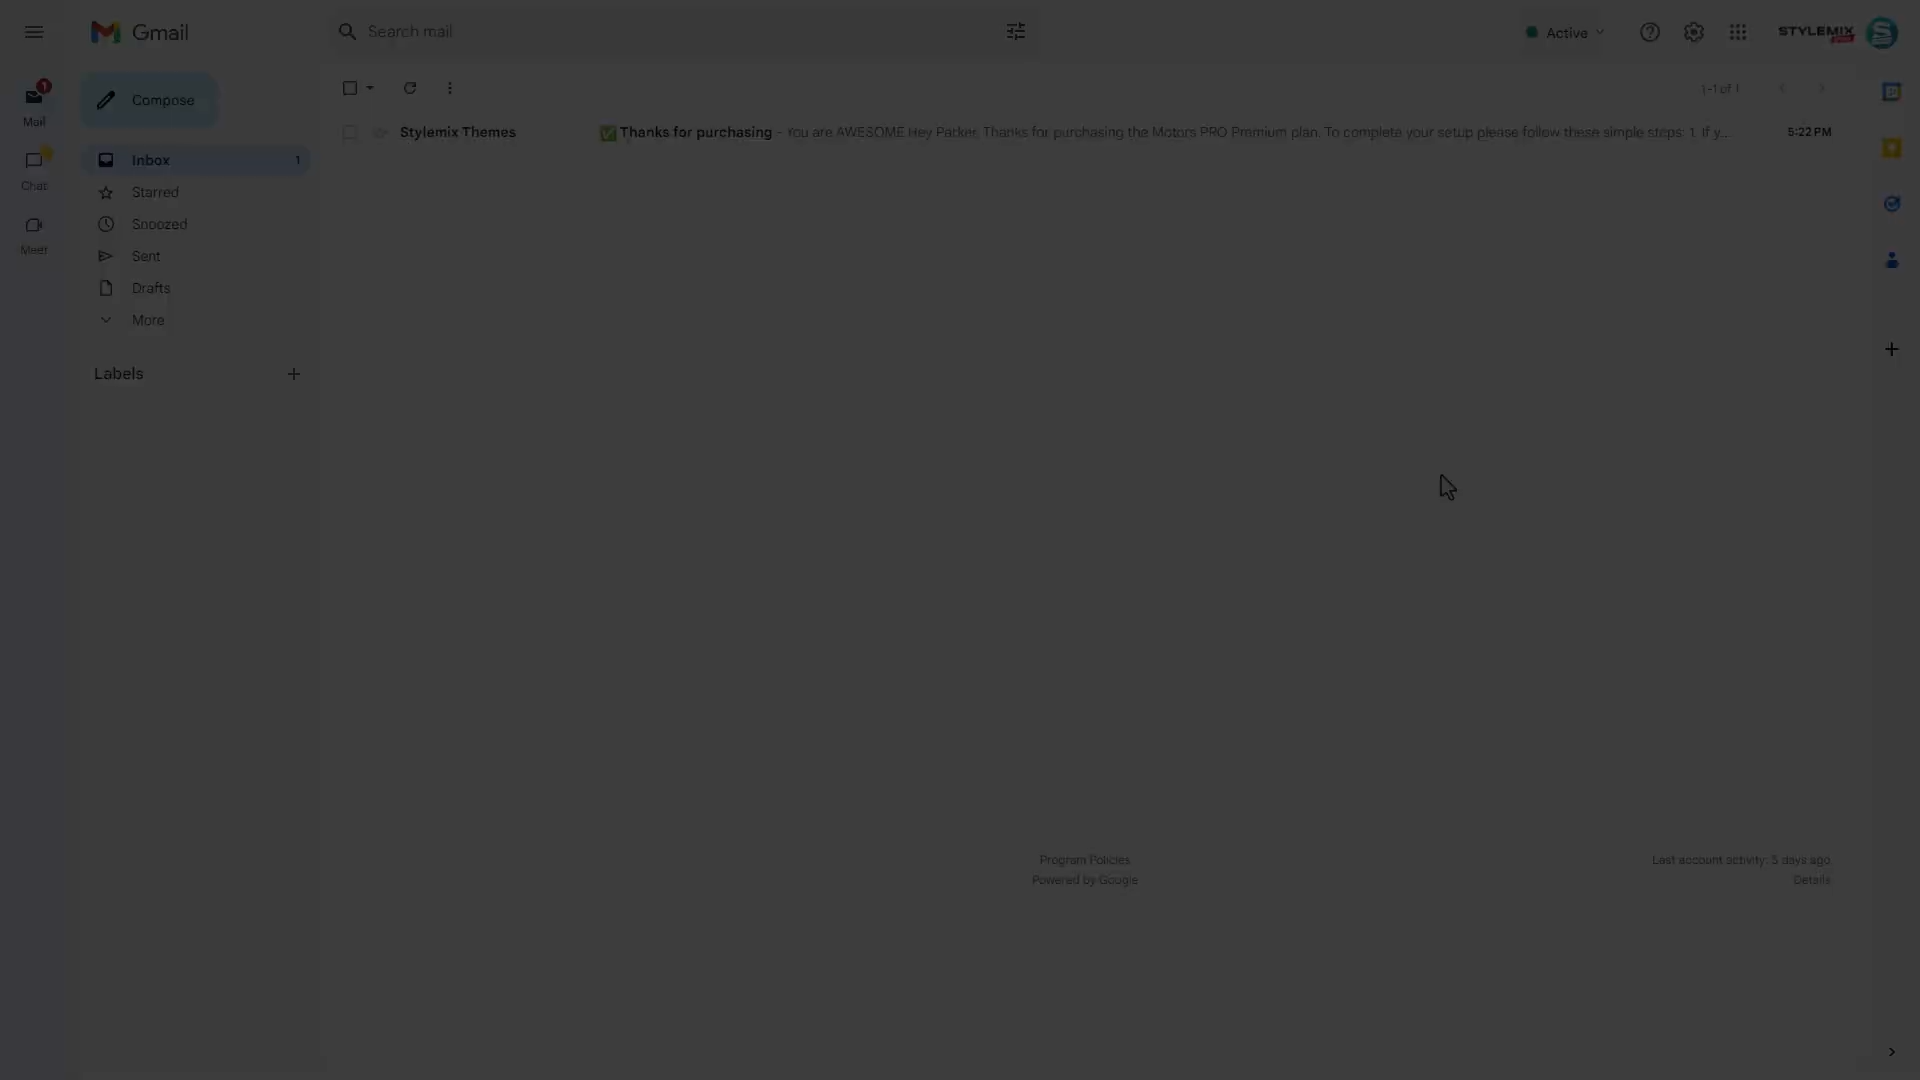 Gmail
Search mail
Active
STYLEMIX
1
Mail
Compose
1-1 of 1
Stylemix Themes
✅ Thanks for purchasing - You are AWESOME Hey Parker, Thanks for purchasing the Motors PRO Pmmium plan. To complete your setup please follow these simple steps: 1. If y...
5:22 PM
Inbox
1
Chat
Starred
Snoozed
Meet
Sent
Drafts
More
Labels
Program Policies
Powered by Google
Last account activity: 3 days ago
Details